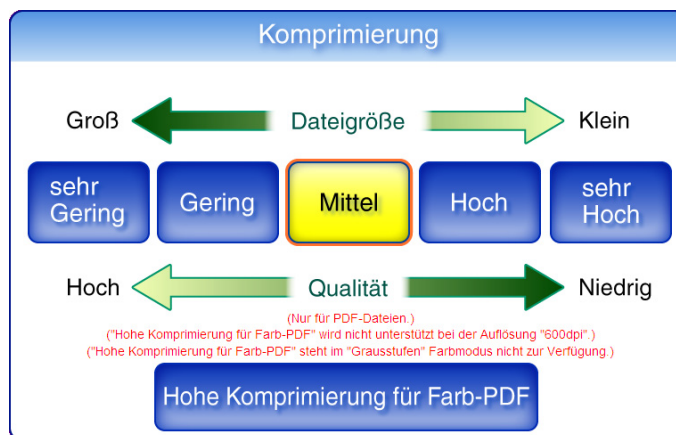 Komprimierung
Groß Dateigröße Klein
sehr Gering
Gering
Mittel
Hoch
sehr Hoch
Hoch Qualität Niedrig
(Nur für PDF-Dateien.)
("Hohe Komprimierung für Farb-PDF" wird nicht unterstützt bei der Auflösung "600dpi".)
("Hohe Komprimierung für Farb-PDF" steht im "Grausstufen" Farbmodus nicht zur Verfügung.)
Hohe Komprimierung für Farb-PDF